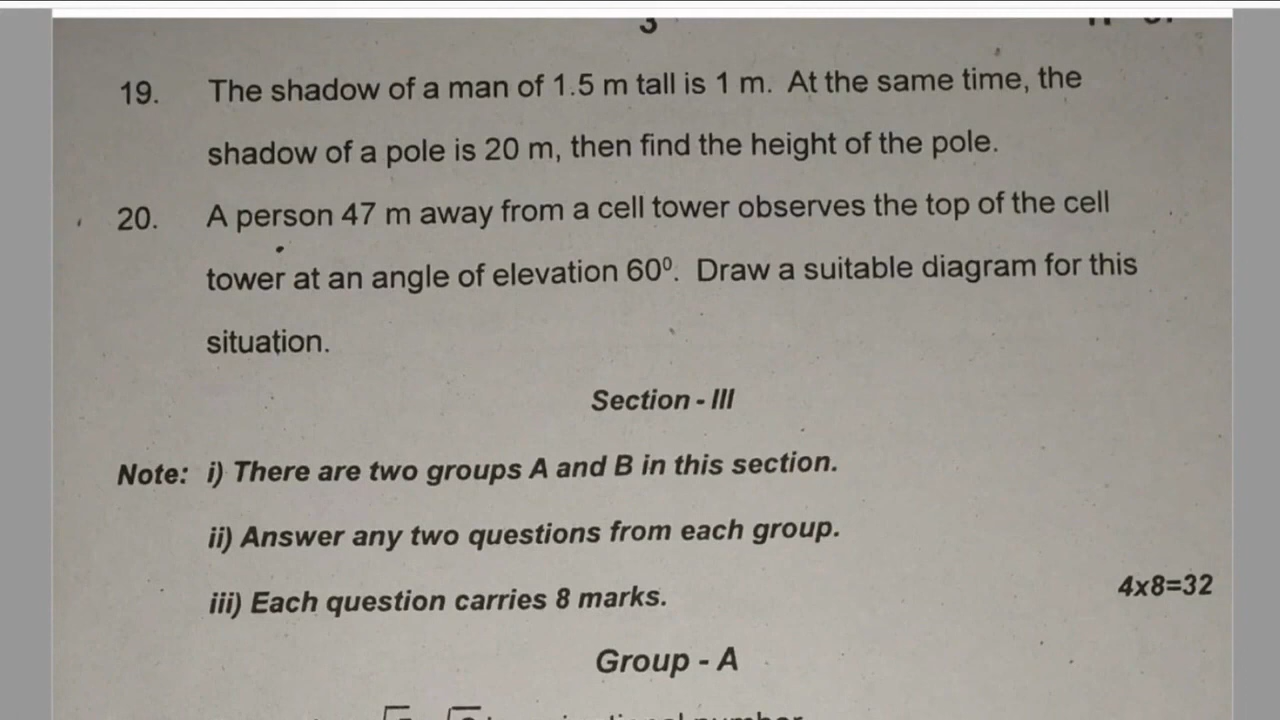 3
19. The shadow of a man of 1.5 m tall is 1 m. At the same time, the
shadow of a pole is 20 m, then find the height of the pole.
20. A person 47 m away from a cell tower observes the top of the cell
tower at an angle of elevation 60⁰. Draw a suitable diagram for this
situation.
Section - III
Note: i) There are two groups A and B in this section.
ii) Answer any two questions from each group.
iii) Each question carries 8 marks.
4x8=32
Group - A
number